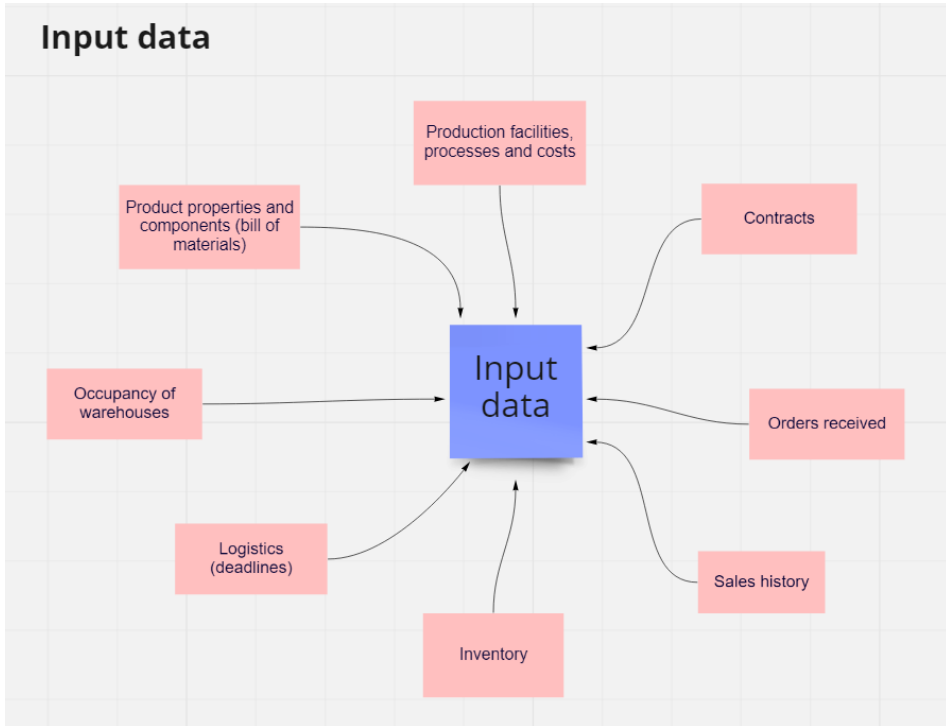 Input data
Production facilities,
processes and costs
Product properties and
components (bill of
materials)
Contracts
Input
data
Occupancy of
warehouses
Orders received
Logistics
(deadlines)
Sales history
Inventory